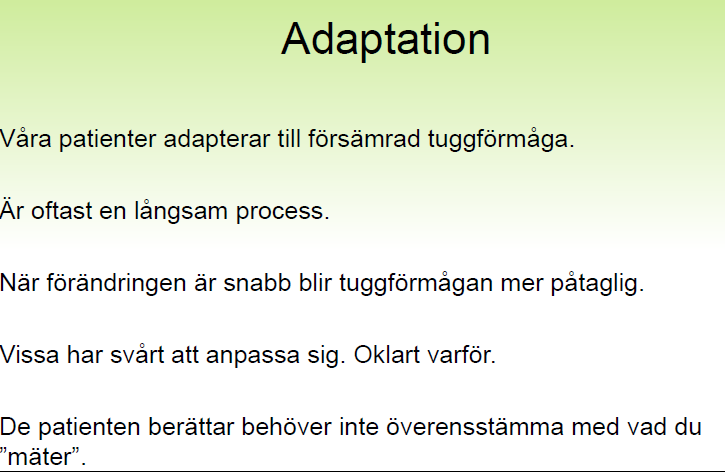 Adaptation
Våra patienter adapterar till försämrad tuggförmåga.
Är oftast en långsam process.
När förändringen är snabb blir tuggförmågan mer påtaglig.
Vissa har svårt att anpassa sig. Oklart varför.
De patienten berättar behöver inte överensstämma med vad du
”mäter”.